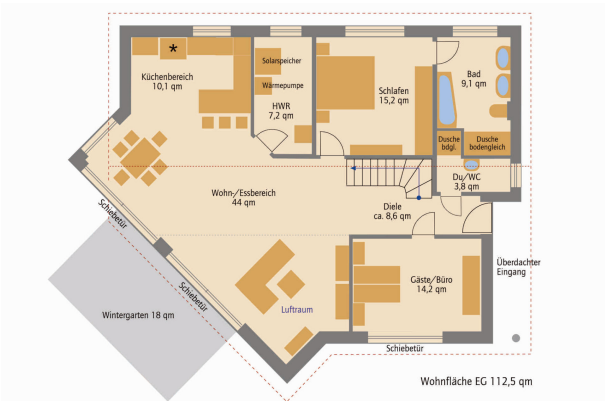 *
Küchenbereich
10,1 qm
Solarspeicher
Wärmepumpe
HWR
7,2 qm
Schlafen
15,2 qm
Bad
9,1 qm
Dusche
bdgl.
Dusche
bodengleich
Du/WC
3,8 qm
Wohn-/Essbereich
44 qm
Diele
ca. 8,6 qm
Schiebetür
Schiebetür
Luftraum
Gäste/Büro
14,2 qm
Überdachter
Eingang
Wintergarten 18 qm
Schiebetür
Wohnfläche EG 112,5 qm